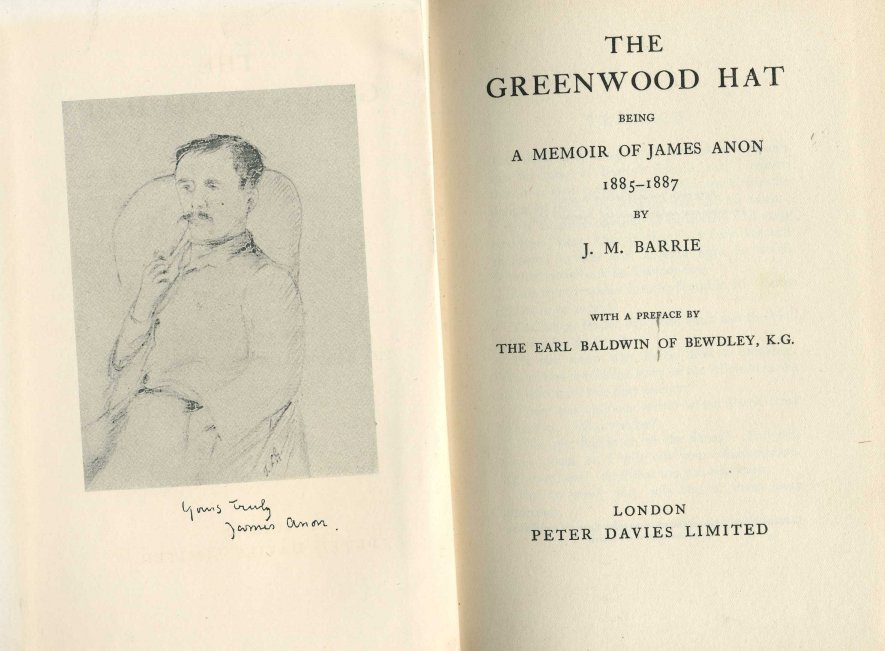 Yours truly
James Anon.
THE
GREENWOOD HAT
BEING
A MEMOIR OF JAMES ANON
1885–1887
BY
J. M. BARRIE
WITH A PREFACE BY
THE EARL BALDWIN OF BEWDLEY, K.G.
LONDON
PETER DAVIES LIMITED